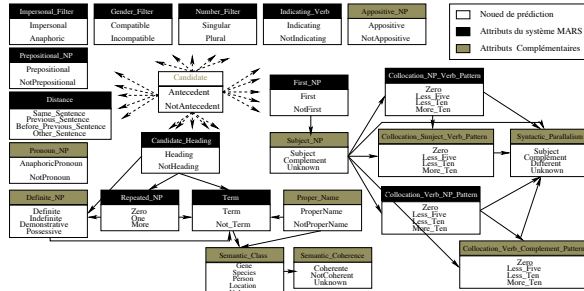 Impersonal_Filter
Impersonal
Anaphoric
Gender_Filter
Compatible
Incompatible
Number_Filter
Singular
Plural
Indicating_Verb
Indicating
NotIndicating
Appositive_NP
Appositive
NotAppositive
Noued de prédiction
Attributs du système MARS
Attributs Complémentaires
Prepositional_NP
Prepositional
NotPrepositional
Candidate
Antecedent
NotAntecedent
First_NP
First
NotFirst
Collocation_NP_Verb_Pattern
Zero
Less_Five
Less_Ten
More_Ten
Distance
Same_Sentence
Previous_Sentence
Before_Previous_Sentence
Other_Sentence
Candidate_Heading
Heading
NotHeading
Subject_NP
Subject
Complement
Unknown
Collocation_Suuject_Verb_Pattern
Zero
Less_Five
Less_Ten
More_Ten
Syntactic_Parallalism
Subject
Complement
Different
Unknown
Pronoun_NP
AnaphoricPronoun
NotPronoun
Definite_NP
Definite
Indefinite
Demonstrative
Possessive
Repeated_NP
Zero
One
More
Term
Term
Not_Term
Proper_Name
ProperName
NotProperName
Collocation_Verb_NP_Pattern
Zero
Less_Five
Less_Ten
More_Ten
Semantic_Class
Gene
Species
Person
Location
Semantic_Coherence
Coherente
NotCoherent
Unknown
Collocation_Verb_Complement_Pattern
Zero
Less_Five
Less_Ten
More_Ten